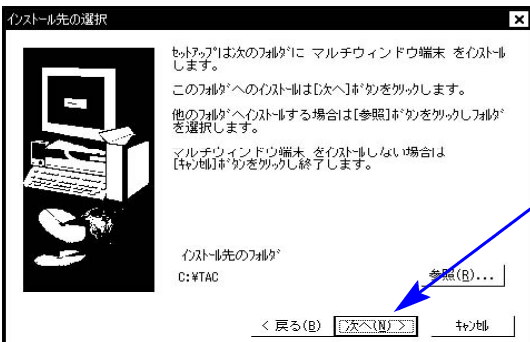 インストール先の選択
ｾｯﾄｱｯﾌﾟは次のﾌｫﾙﾀﾞに マルチウィンドウ端末 をｲﾝｽﾄｰﾙ
します。
このﾌｫﾙﾀﾞへのｲﾝｽﾄｰﾙは[次へ]ﾎﾞﾀﾝをｸﾘｯｸします。
他のﾌｫﾙﾀﾞへｲﾝｽﾄｰﾙする場合は[参照]ﾎﾞﾀﾝをｸﾘｯｸしﾌｫﾙﾀﾞ
を選択します。
マルチウィンドウ端末 をｲﾝｽﾄｰﾙしない場合は
[ｷｬﾝｾﾙ]ﾎﾞﾀﾝをｸﾘｯｸし終了します。
ｲﾝｽﾄｰﾙ先のﾌｫﾙﾀﾞ
C:¥TAC
参照(R)...
< 戻る(B)
次へ(N) >
ｷｬﾝｾﾙ